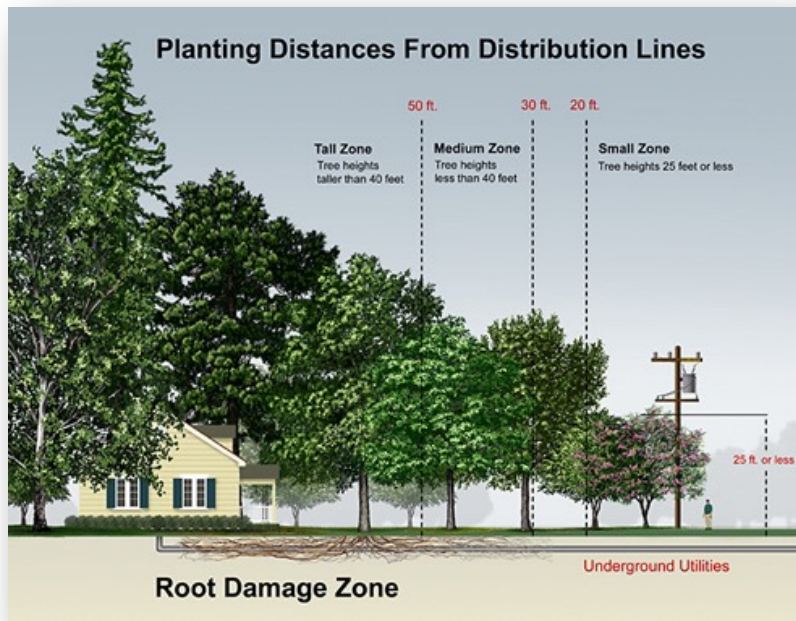 Planting Distances From Distribution Lines
50 ft.
30 ft.
20 ft.
Tall Zone
Tree heights
taller than 40 feet
Medium Zone
Tree heights
less than 40 feet
Small Zone
Tree heights 25 feet or less
25 ft. or less
Underground Utilities
Root Damage Zone